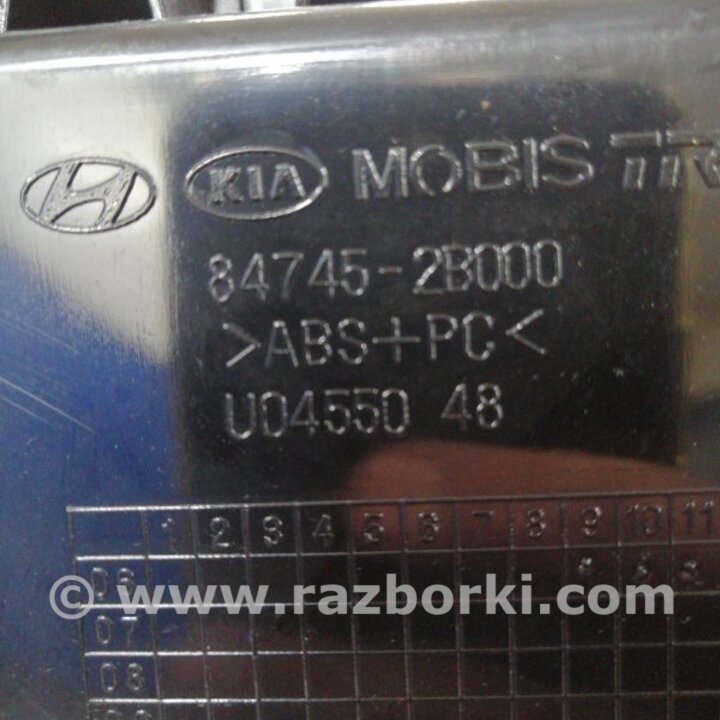 KIA MOBIS
84745-2B000
>ABS+PC<
U04550 48
1 2 3 4 5 6 7 8 9 10 11
06
© www.razborki.com
07
08